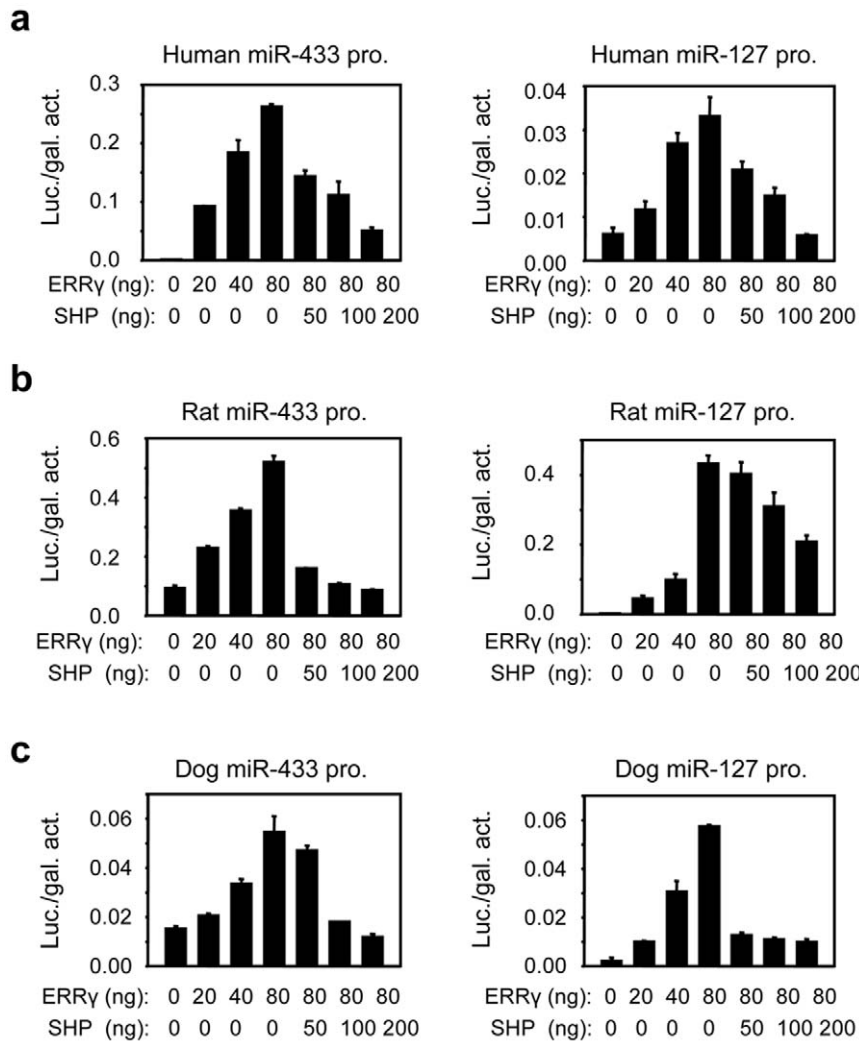 a
Human miR-433 pro.
Luc./gal. act.
0.3
0.2
0.1
0.0
ERRγ (ng): 0 20 40 80 80 80 80
SHP (ng): 0 0 0 0 50 100 200
Human miR-127 pro.
Luc./gal. act.
0.04
0.03
0.02
0.01
0.00
ERRγ (ng): 0 20 40 80 80 80 80
SHP (ng): 0 0 0 0 50 100 200
b
Rat miR-433 pro.
Luc./gal. act.
0.6
0.4
0.2
0.0
ERRγ (ng): 0 20 40 80 80 80 80
SHP (ng): 0 0 0 0 50 100 200
Rat miR-127 pro.
Luc./gal. act.
0.4
0.2
0.0
ERRγ (ng): 0 20 40 80 80 80 80
SHP (ng): 0 0 0 0 50 100 200
c
Dog miR-433 pro.
Luc./gal. act.
0.06
0.04
0.02
0.00
ERRγ (ng): 0 20 40 80 80 80 80
SHP (ng): 0 0 0 0 50 100 200
Dog miR-127 pro.
Luc./gal. act.
0.06
0.04
0.02
0.00
ERRγ (ng): 0 20 40 80 80 80 80
SHP (ng): 0 0 0 0 50 100 200